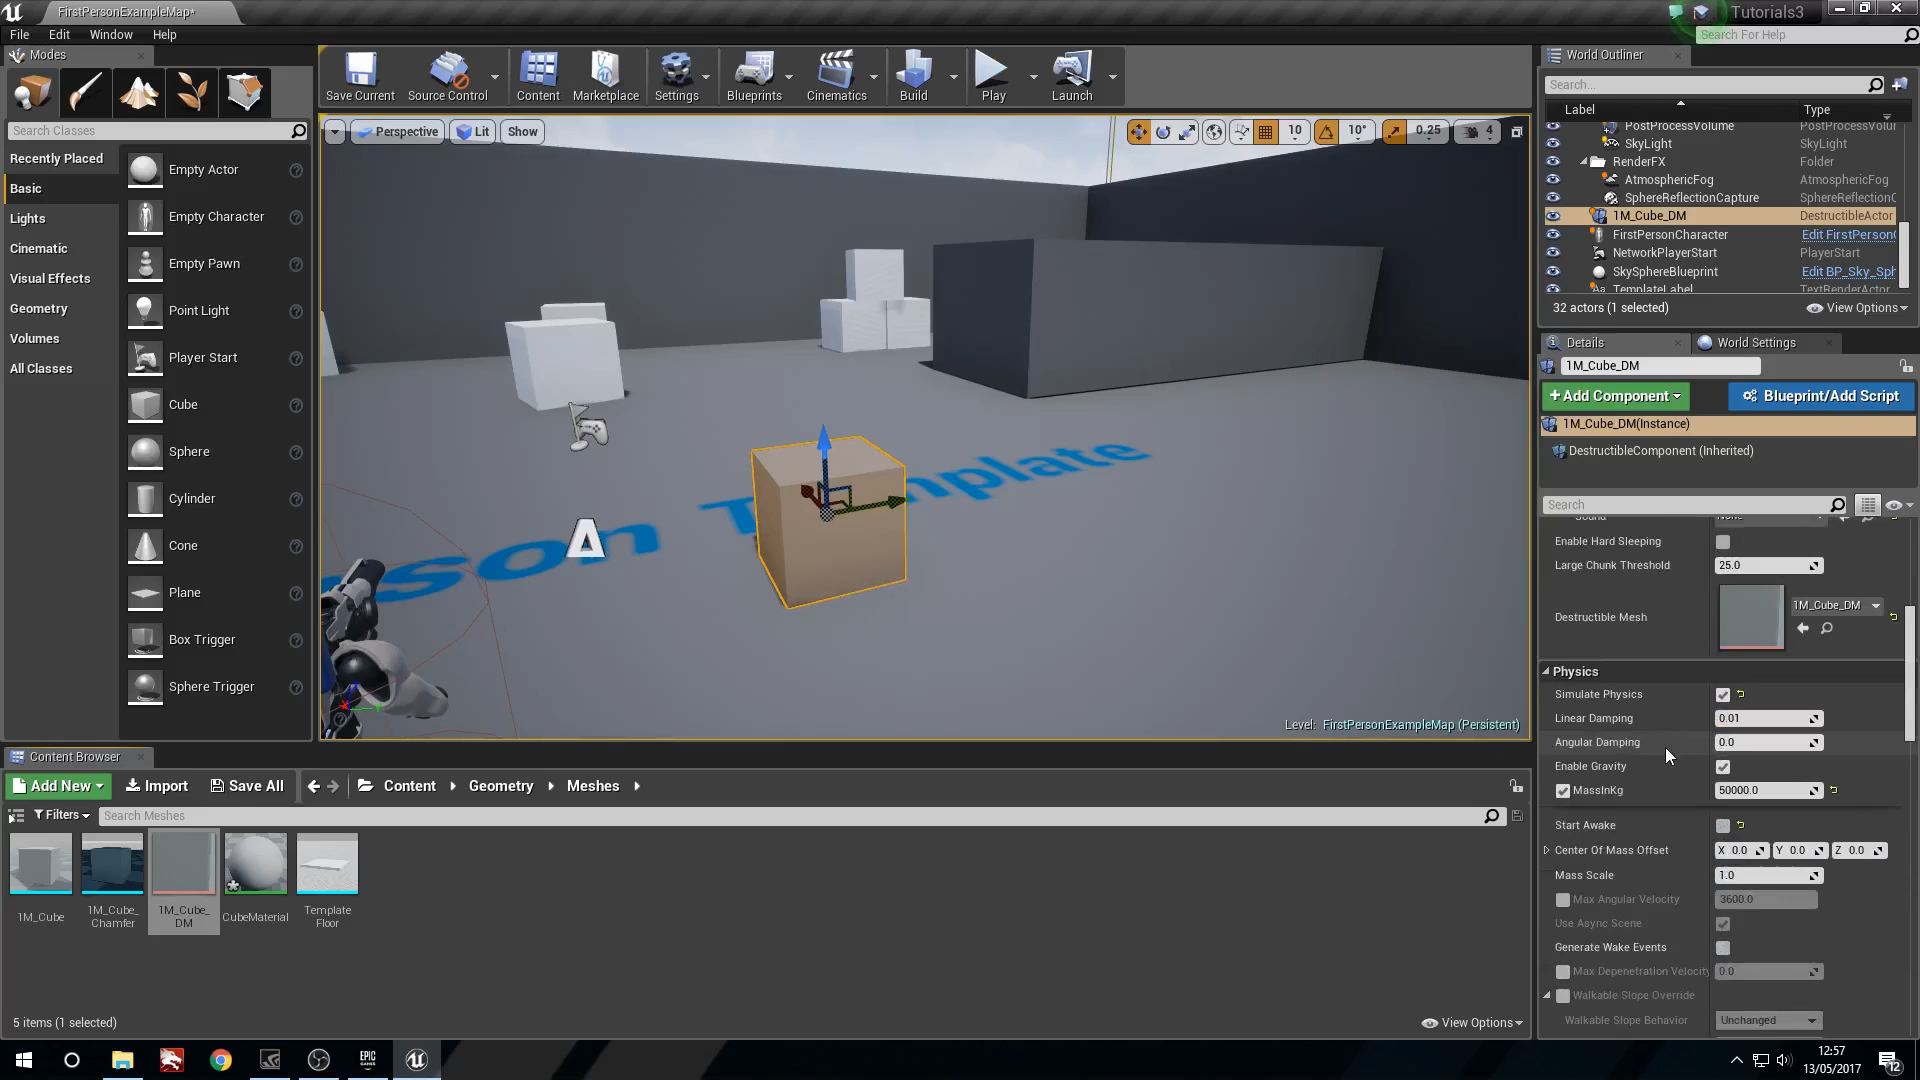 FirstPersonExampleMap*
Tutorials3
File Edit Window Help
Search For Help
Modes
Search Classes
Recently Placed
Basic
Lights
Cinematic
Visual Effects
Geometry
Volumes
All Classes
Empty Actor
Empty Character
Empty Pawn
Point Light
Player Start
Cube
Sphere
Cylinder
Cone
Plane
Box Trigger
Sphere Trigger
Save Current
Source Control
Content
Marketplace
Settings
Blueprints
Cinematics
Build
Play
Launch
Perspective
Lit
Show
10
10°
0.25
4
Level: FirstPersonExampleMap (Persistent)
World Outliner
Search...
Label Type
PostProcessVolume PostProcessVolur
SkyLight SkyLight
RenderFX Folder
AtmosphericFog AtmosphericFog
SphereReflectionCapture SphereReflectionC
1M_Cube_DM DestructibleActor
FirstPersonCharacter Edit FirstPerson
NetworkPlayerStart PlayerStart
SkySphereBlueprint Edit BP_Sky_Sph
TemplateLabel TextRenderActor
32 actors (1 selected)
View Options
Details
World Settings
1M_Cube_DM
+Add Component
Blueprint/Add Script
1M_Cube_DM(Instance)
DestructibleComponent (Inherited)
Search
Sound None
Enable Hard Sleeping
Large Chunk Threshold 25.0
Destructible Mesh 1M_Cube_DM
Physics
Simulate Physics
Linear Damping 0.01
Angular Damping 0.0
Enable Gravity
MassInKg 50000.0
Start Awake
Center Of Mass Offset X 0.0 Y 0.0 Z 0.0
Mass Scale 1.0
Max Angular Velocity 3600.0
Use Async Scene
Generate Wake Events
Max Depenetration Velocity 0.0
Walkable Slope Override
Walkable Slope Behavior Unchanged
Content Browser
Add New
Import
Save All
Content
Geometry
Meshes
Filters
Search Meshes
1M_Cube
1M_Cube_
Chamfer
1M_Cube_
DM
CubeMaterial
Template
Floor
5 items (1 selected)
View Options
EPIC
GAMES
12:57
13/05/2017
12